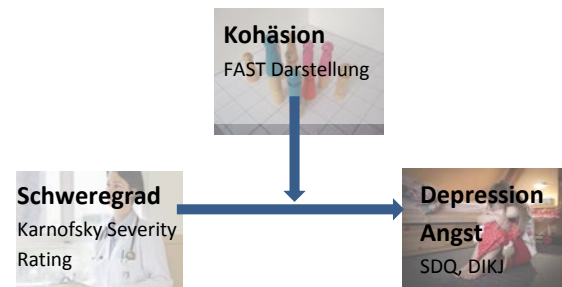 Kohäsion
FAST Darstellung
Schweregrad
Karnofsky Severity
Rating
Depression
Angst
SDQ, DIKJ